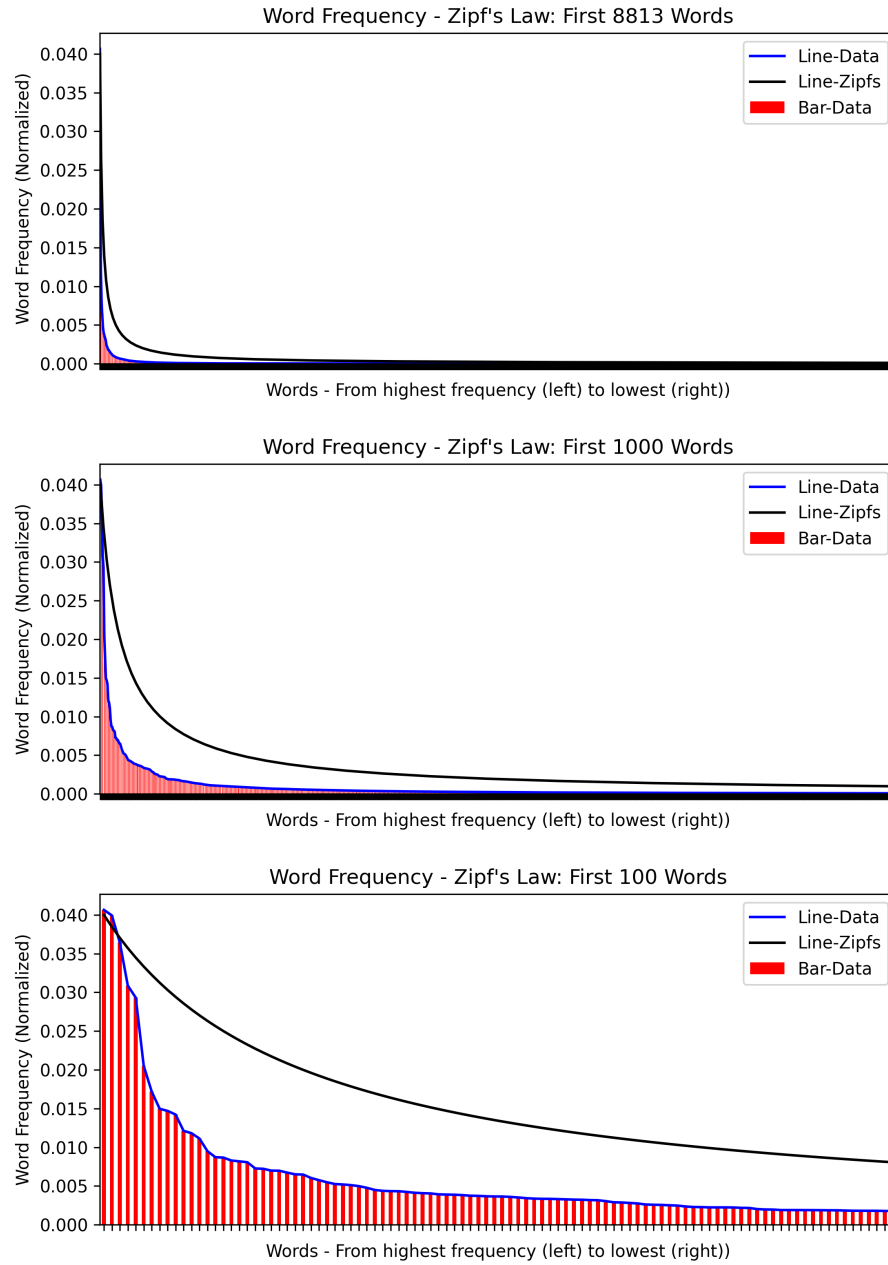 Word Frequency - Zipf's Law: First 8813 Words
Word Frequency (Normalized)
0.040
0.035
0.030
0.025
0.020
0.015
0.010
0.005
0.000
Line-Data
Line-Zipfs
Bar-Data
Words - From highest frequency (left) to lowest (right))
Word Frequency - Zipf's Law: First 1000 Words
Word Frequency (Normalized)
0.040
0.035
0.030
0.025
0.020
0.015
0.010
0.005
0.000
Line-Data
Line-Zipfs
Bar-Data
Words - From highest frequency (left) to lowest (right))
Word Frequency - Zipf's Law: First 100 Words
Word Frequency (Normalized)
0.040
0.035
0.030
0.025
0.020
0.015
0.010
0.005
0.000
Line-Data
Line-Zipfs
Bar-Data
Words - From highest frequency (left) to lowest (right))